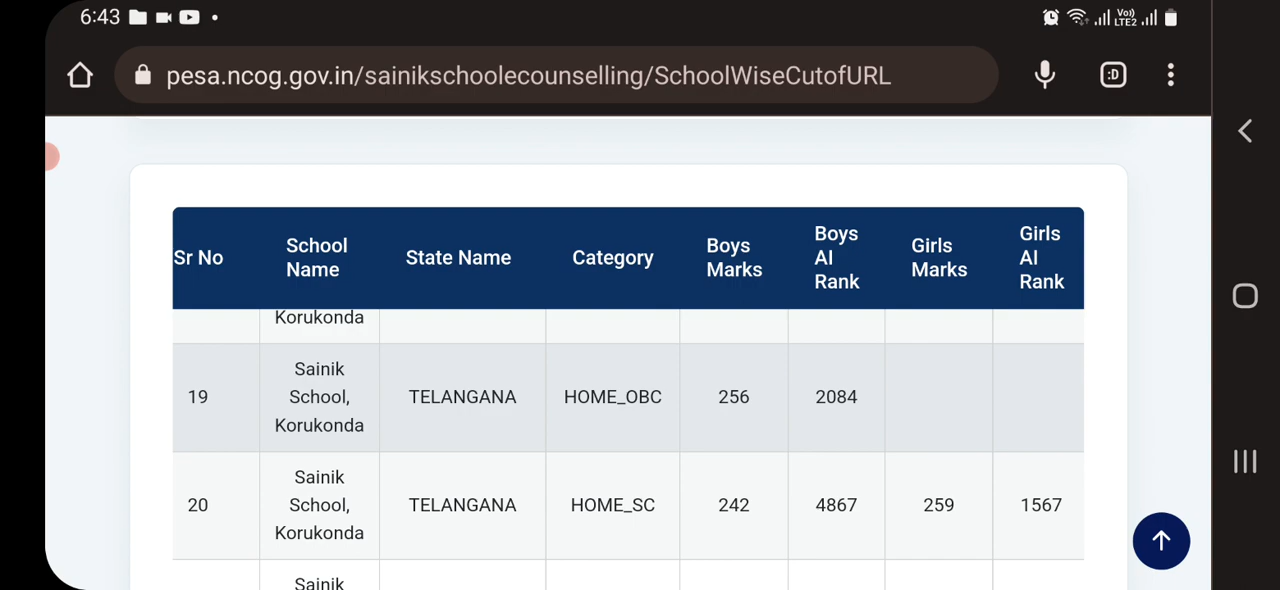 6:43
Vo)) LTE2
pesa.ncog.gov.in/sainikschoolecounselling/SchoolWiseCutofURL
:D
Sr No School Name State Name Category Boys Marks Boys AI Rank Girls Marks Girls AI Rank
Korukonda
19 Sainik School, Korukonda TELANGANA HOME_OBC 256 2084
20 Sainik School, Korukonda TELANGANA HOME_SC 242 4867 259 1567
Sainik